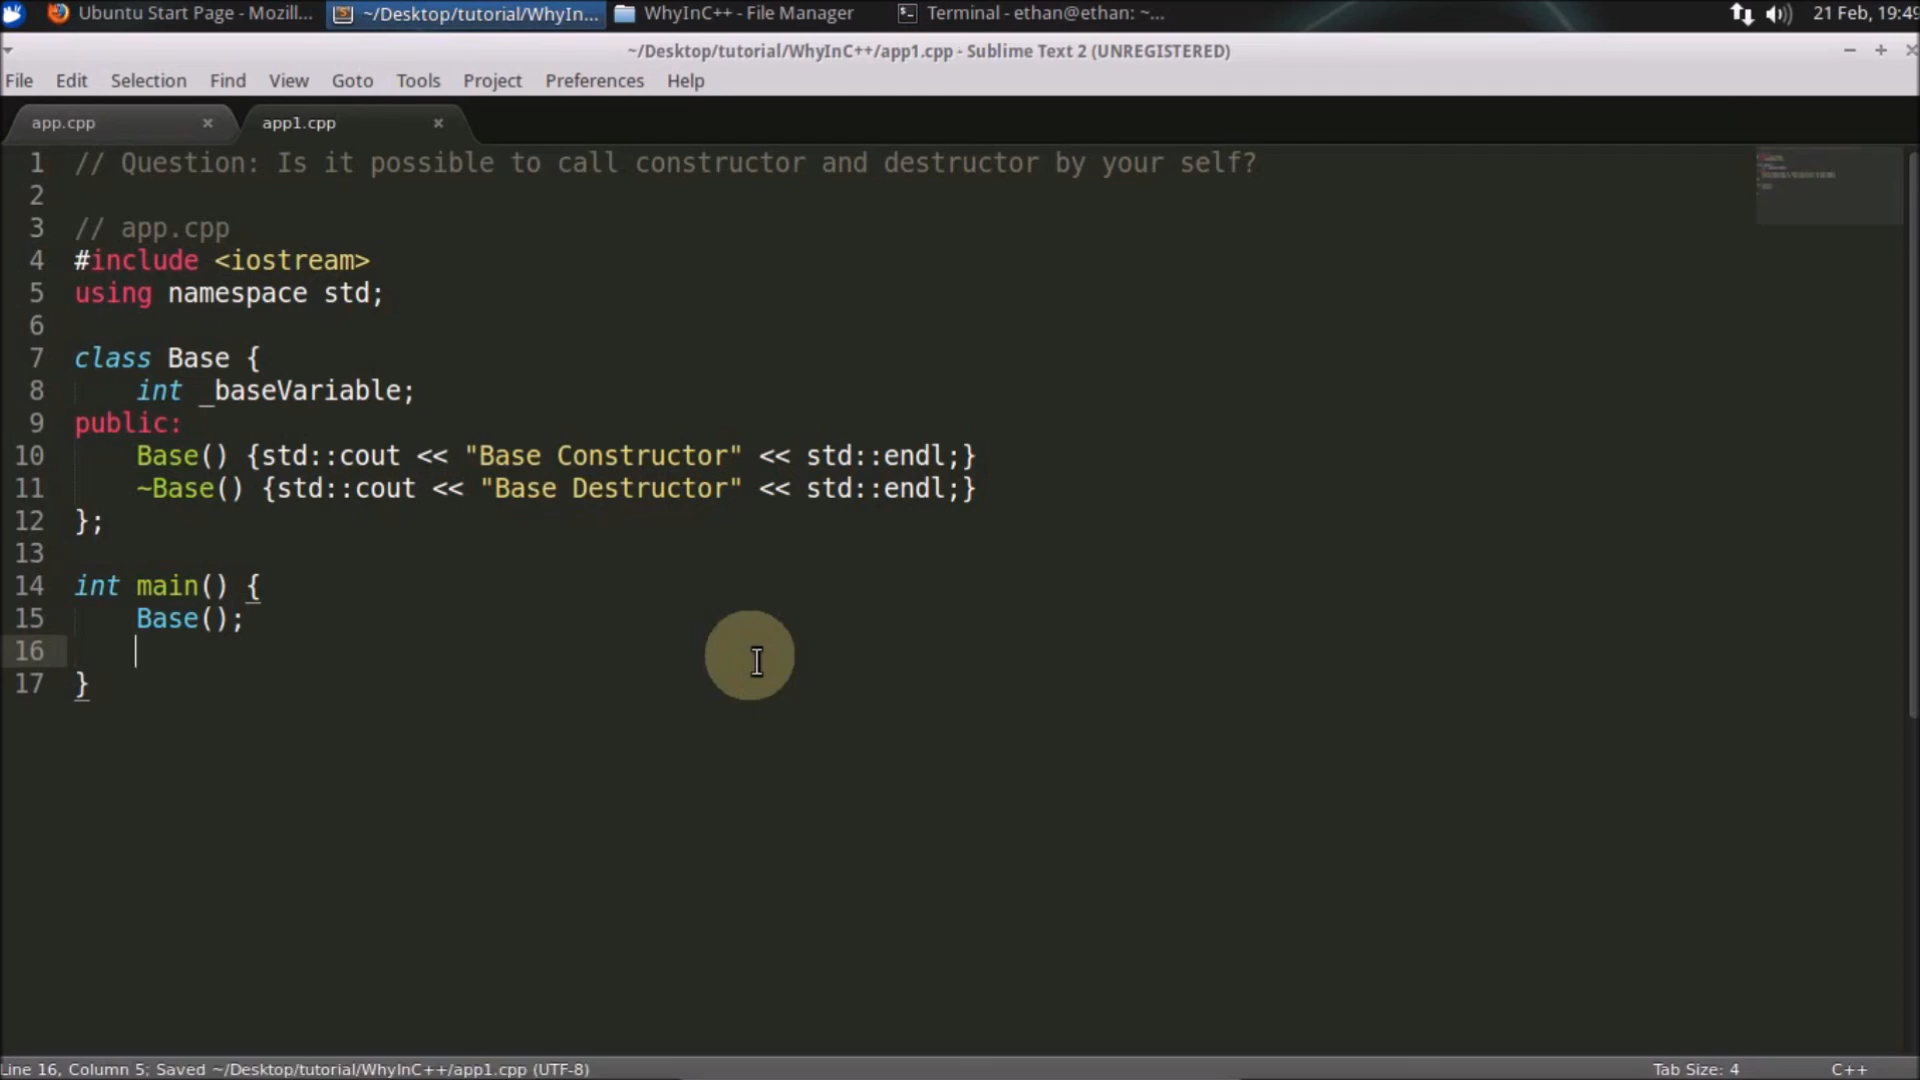 Ubuntu Start Page - Mozill... ~/Desktop/tutorial/WhyIn... WhyInC++ - File Manager Terminal - ethan@ethan: ~... 21 Feb, 19:49
~/Desktop/tutorial/WhyInC++/app1.cpp - Sublime Text 2 (UNREGISTERED)
File Edit Selection Find View Goto Tools Project Preferences Help
app.cpp app1.cpp
1 // Question: Is it possible to call constructor and destructor by your self?
2
3 // app.cpp
4 #include <iostream>
5 using namespace std;
6
7 class Base {
8 int _baseVariable;
9 public:
10 Base() {std::cout << "Base Constructor" << std::endl;}
11 ~Base() {std::cout << "Base Destructor" << std::endl;}
12 };
13
14 int main() {
15 Base();
16
17 }
Line 16, Column 5; Saved ~/Desktop/tutorial/WhyInC++/app1.cpp (UTF-8) Tab Size: 4 C++